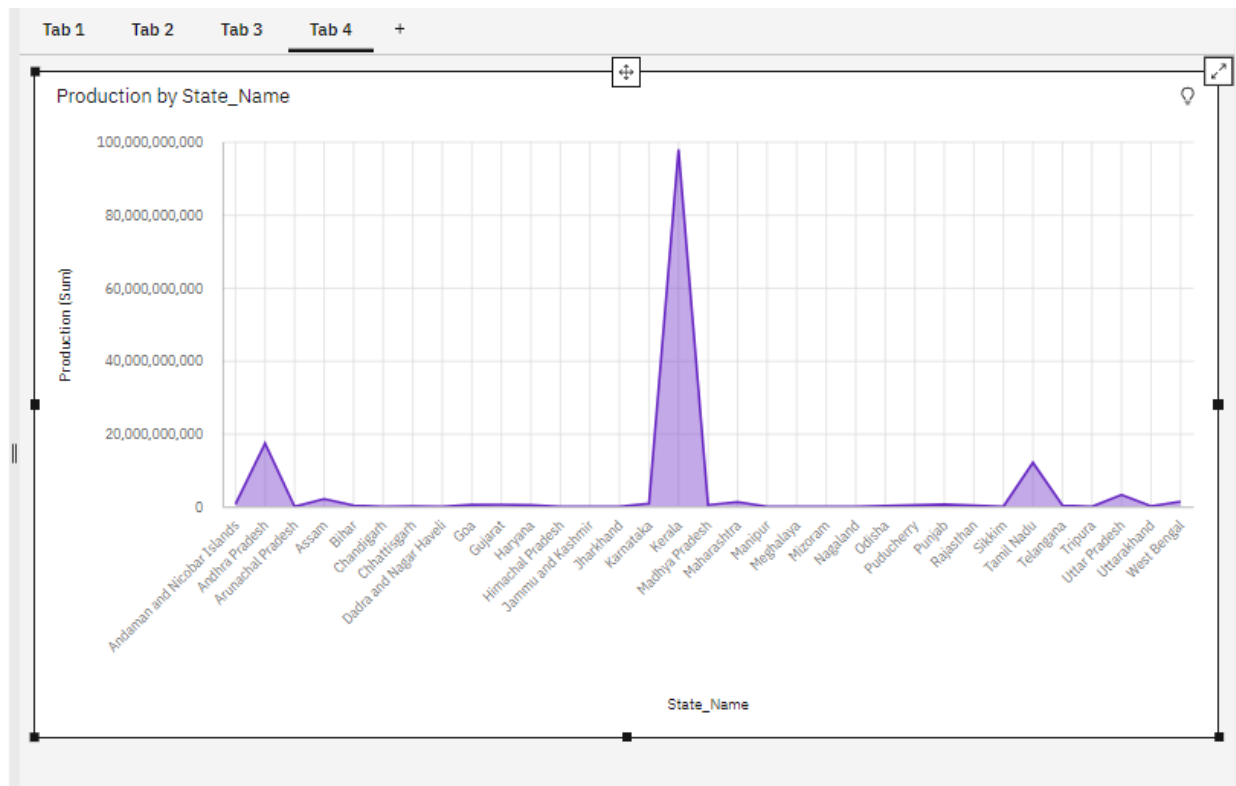 Tab 1 Tab 2 Tab 3 Tab 4 +
Production by State_Name
100,000,000,000
80,000,000,000
60,000,000,000
40,000,000,000
20,000,000,000
0
Production (Sum)
Andaman and Nicobar Islands
Andhra Pradesh
Arunachal Pradesh
Assam
Bihar
Chandigarh
Chhattisgarh
Dadra and Nagar Haveli
Goa
Gujarat
Haryana
Himachal Pradesh
Jammu and Kashmir
Jharkhand
Karnataka
Kerala
Madhya Pradesh
Maharashtra
Manipur
Meghalaya
Mizoram
Nagaland
Odisha
Puducherry
Punjab
Rajasthan
Sikkim
Tamil Nadu
Telangana
Tripura
Uttar Pradesh
Uttarakhand
West Bengal
State_Name